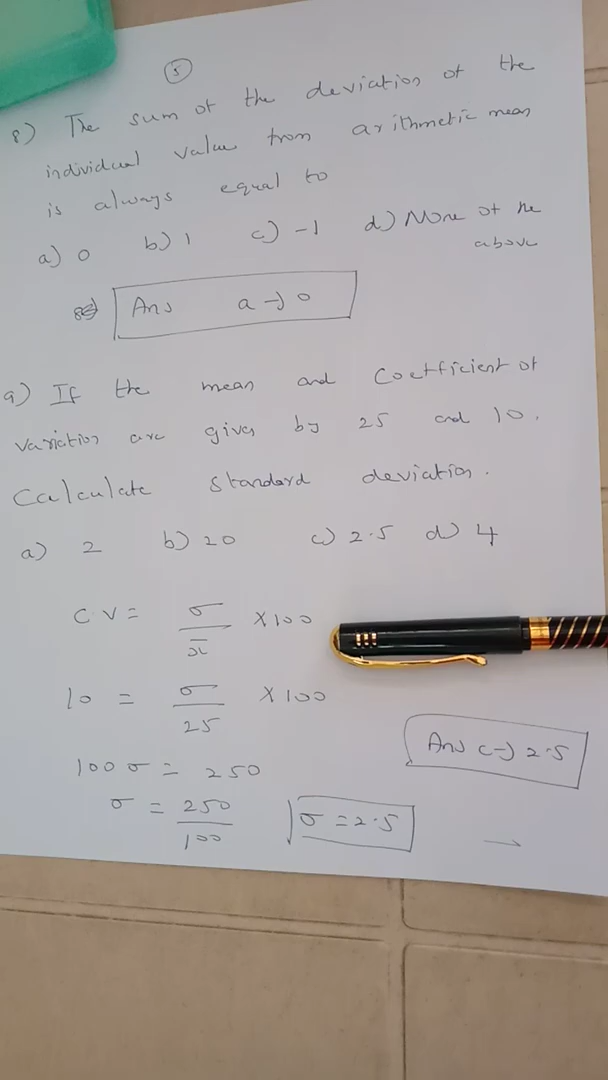 5
8) The sum of the deviation of the
individual value from arithmetic mean
is always equal to
a) 0 b) 1 c) -1 d) None of the
above
Ans a → 0
9) If the mean and Coefficient of
variation are given by 25 and 10.
Calculate standard deviation.
a) 2 b) 20 c) 2.5 d) 4
C.V = σ/x̄ × 100
10 = σ/25 × 100
100 σ = 250
Ans c → 2.5
σ = 250/100 σ = 2.5 →